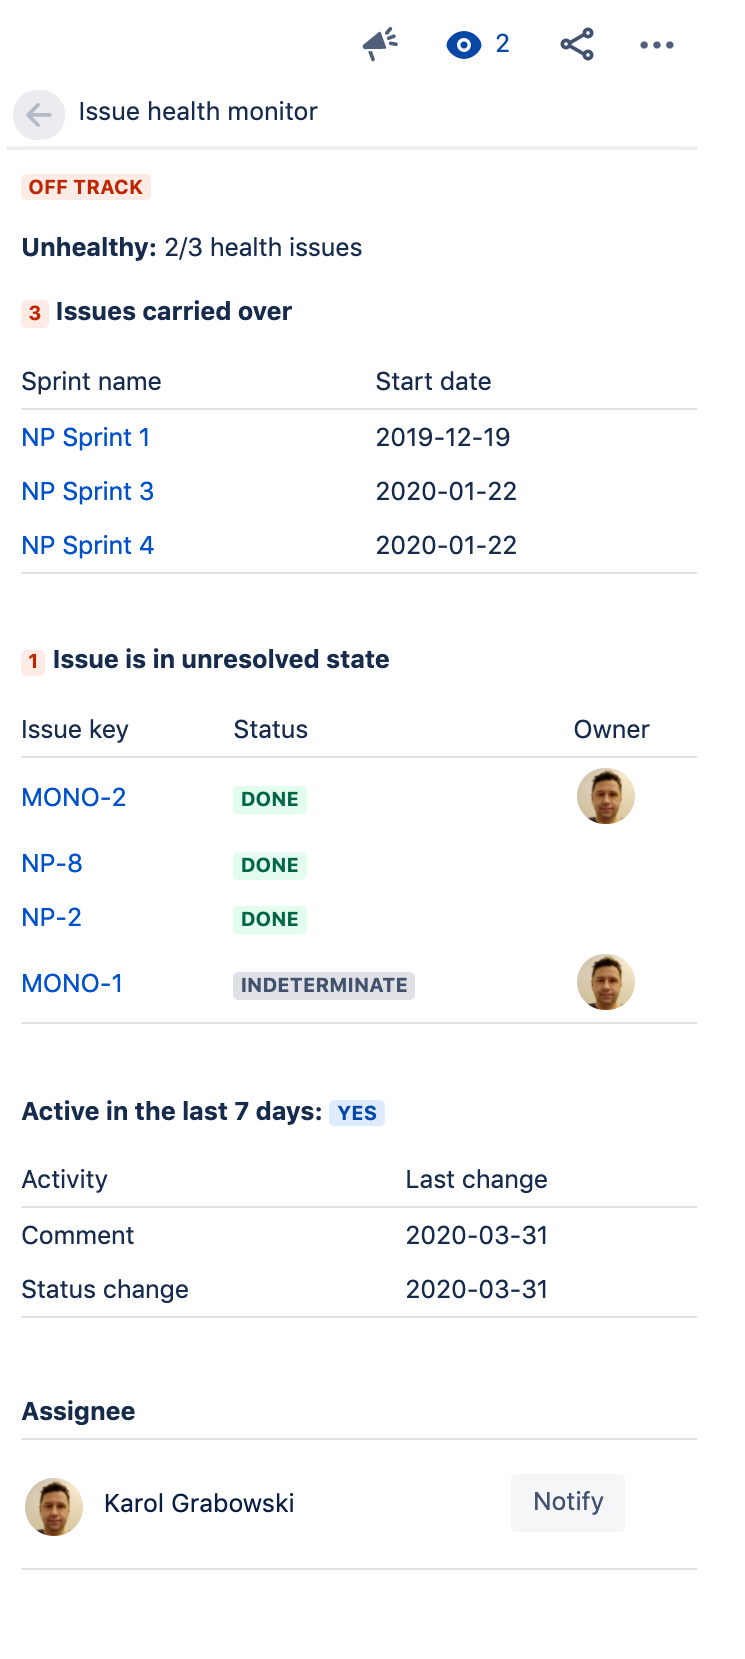 2
Issue health monitor
OFF TRACK
Unhealthy: 2/3 health issues
3 Issues carried over
Sprint name Start date
NP Sprint 1 2019-12-19
NP Sprint 3 2020-01-22
NP Sprint 4 2020-01-22
1 Issue is in unresolved state
Issue key Status Owner
MONO-2 DONE
NP-8 DONE
NP-2 DONE
MONO-1 INDETERMINATE
Active in the last 7 days: YES
Activity Last change
Comment 2020-03-31
Status change 2020-03-31
Assignee
Karol Grabowski Notify